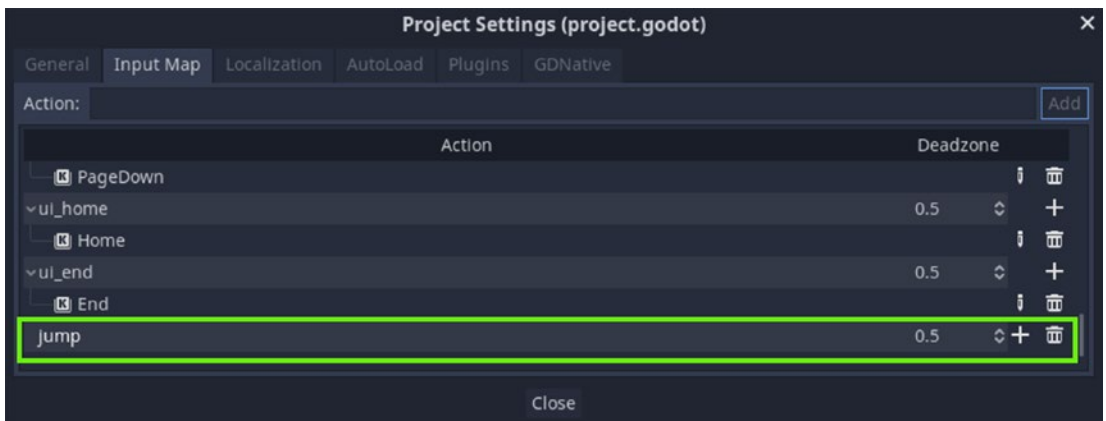 Project Settings (project.godot)
General Input Map Localization AutoLoad Plugins GDNative
Action: Add
Action Deadzone
PageDown
ui_home 0.5
Home
ui_end 0.5
End
jump 0.5
Close